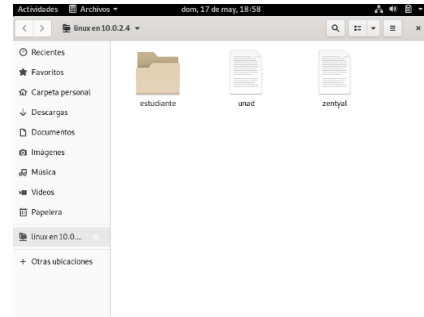 Actividades Archivos dom, 17 de may, 18:58
linux en 10.0.2.4
Recientes
Favoritos
Carpeta personal
Descargas
Documentos
Imágenes
Música
Vídeos
Papelera
linux en 10.0....
Otras ubicaciones
estudiante unad zentyal